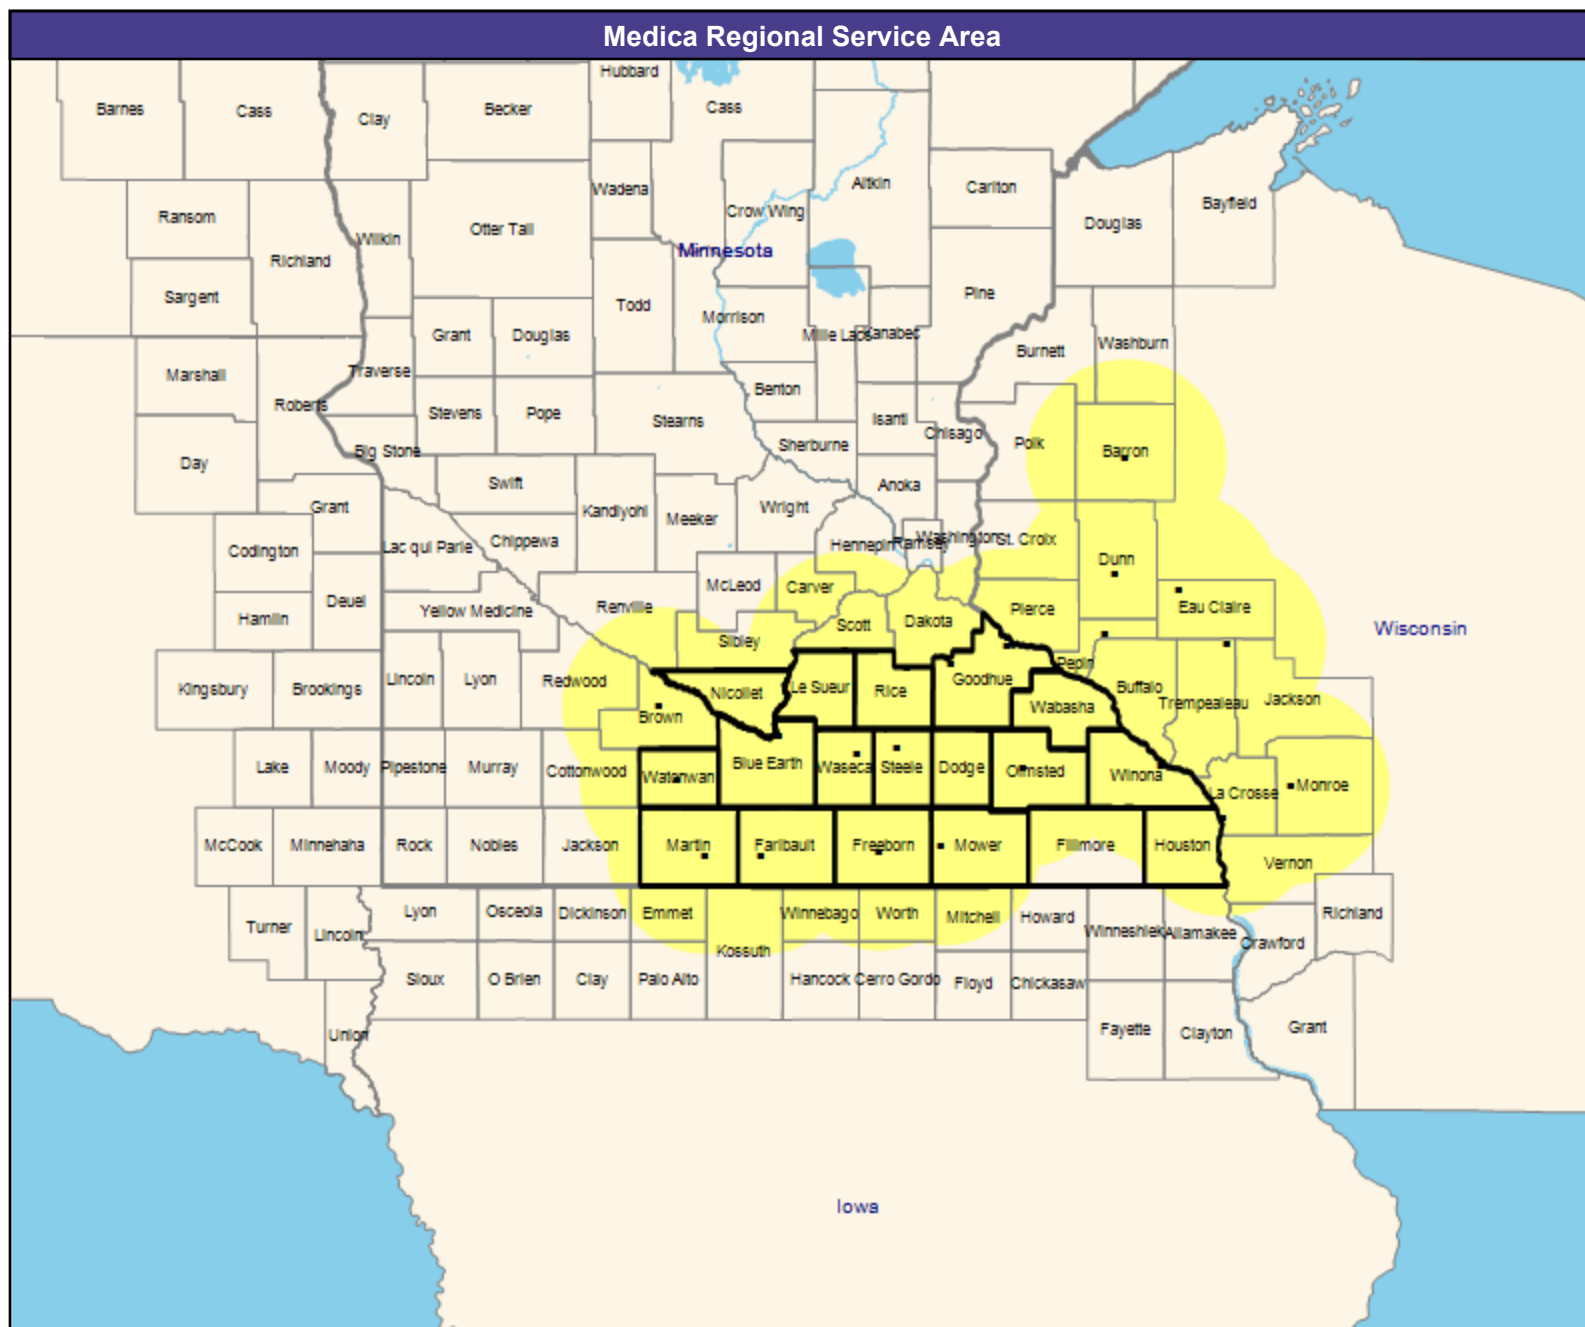 Medica Regional Service Area
Hubbard
Barnes
Cass
Clay
Becker
Cass
Wadena
Aitkin
Carlton
Ransom
Crow Wing
Douglas
Bayfield
Wilkin
Otter Tail
Richland
Minnesota
Sargent
Todd
Pine
Morrison
Grant
Douglas
Mille Lacs
Kanabec
Burnett
Washburn
Marshall
Traverse
Roberts
Benton
Stevens
Pope
Stearns
Isanti
Chisago
Polk
Barron
Big Stone
Sherburne
Day
Swift
Anoka
Grant
Kandiyohi
Meeker
Wright
Codington
Lac qui Parle
Chippewa
Hennepin
Ramsey
Washington
St. Croix
Dunn
McLeod
Carver
Deuel
Hamlin
Yellow Medicine
Renville
Pierce
Eau Claire
Scott
Dakota
Sibley
Wisconsin
Pepin
Kingsbury
Brookings
Lincoln
Lyon
Redwood
Nicollet
Le Sueur
Rice
Goodhue
Buffalo
Trempealeau
Jackson
Brown
Wabasha
Lake
Moody
Pipestone
Murray
Cottonwood
Watonwan
Blue Earth
Waseca
Steele
Dodge
Olmsted
Winona
La Crosse
Monroe
McCook
Minnehaha
Rock
Nobles
Jackson
Martin
Faribault
Freeborn
Mower
Fillmore
Houston
Vernon
Turner
Lincoln
Lyon
Osceola
Dickinson
Emmet
Winnebago
Worth
Mitchell
Howard
Winneshiek
Allamakee
Crawford
Richland
Kossuth
Sioux
O Brien
Clay
Palo Alto
Hancock
Cerro Gordo
Floyd
Chickasaw
Union
Fayette
Clayton
Grant
Iowa